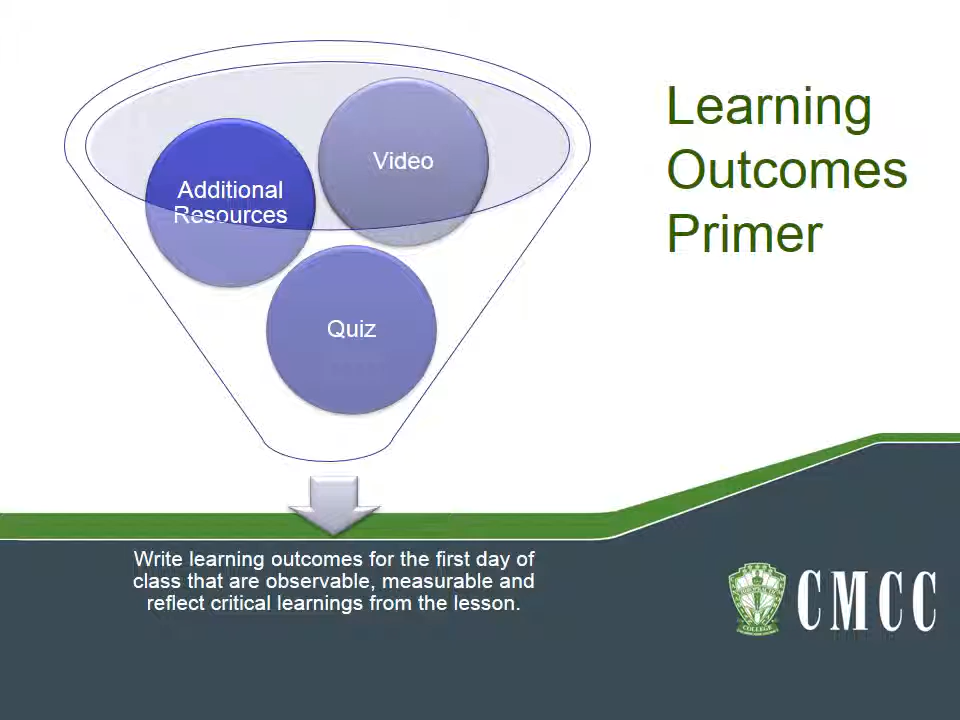 Learning
Outcomes
Primer
Video
Additional
Resources
Quiz
Write learning outcomes for the first day of
class that are observable, measurable and
reflect critical learnings from the lesson.
COLLEGE
CMCC